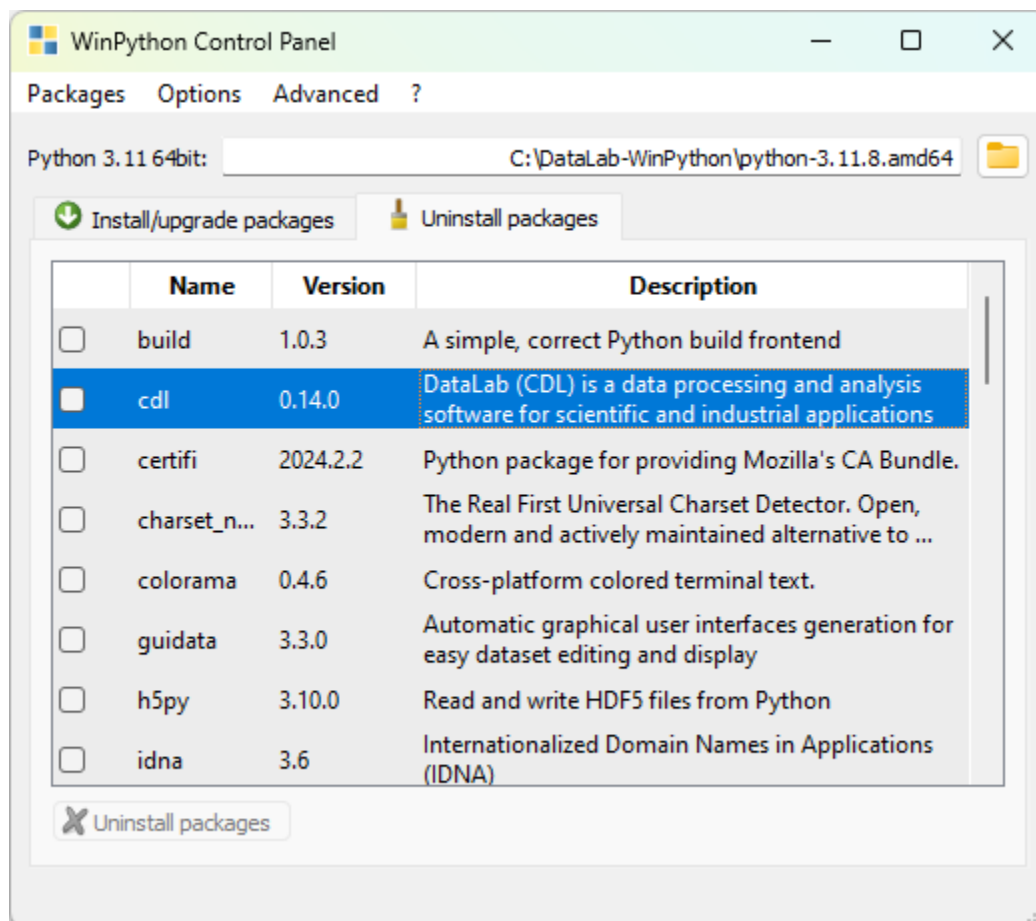 WinPython Control Panel
Packages Options Advanced ?
Python 3.11 64bit: C:\DataLab-WinPython\python-3.11.8.amd64
Install/upgrade packages Uninstall packages
Name Version Description
build 1.0.3 A simple, correct Python build frontend
cdl 0.14.0 DataLab (CDL) is a data processing and analysis
software for scientific and industrial applications
certifi 2024.2.2 Python package for providing Mozilla's CA Bundle.
charset_n... 3.3.2 The Real First Universal Charset Detector. Open,
modern and actively maintained alternative to ...
colorama 0.4.6 Cross-platform colored terminal text.
guidata 3.3.0 Automatic graphical user interfaces generation for
easy dataset editing and display
h5py 3.10.0 Read and write HDF5 files from Python
idna 3.6 Internationalized Domain Names in Applications
(IDNA)
Uninstall packages